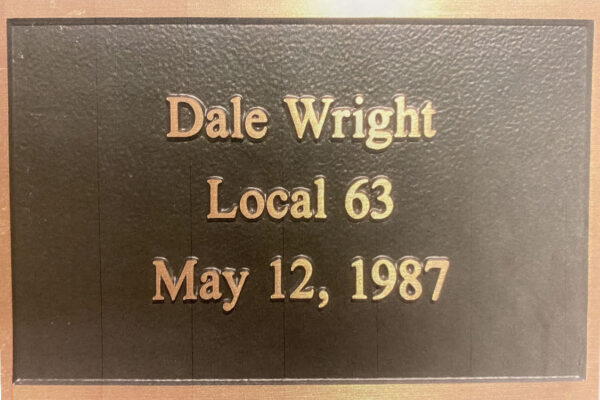 Dale Wright
Local 63
May 12, 1987